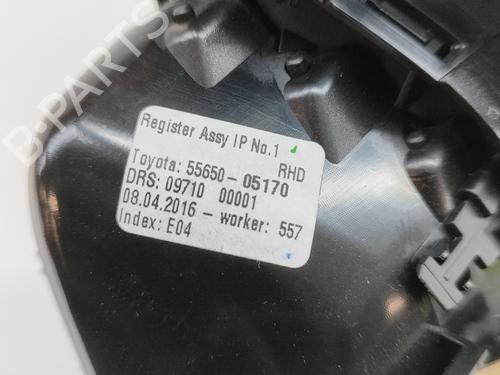 Register Assy IP No.1
RHD
Toyota: 55650-05170
DRS: 09710 00001
08.04.2016 - worker: 557
Index: E04
B-PARTS